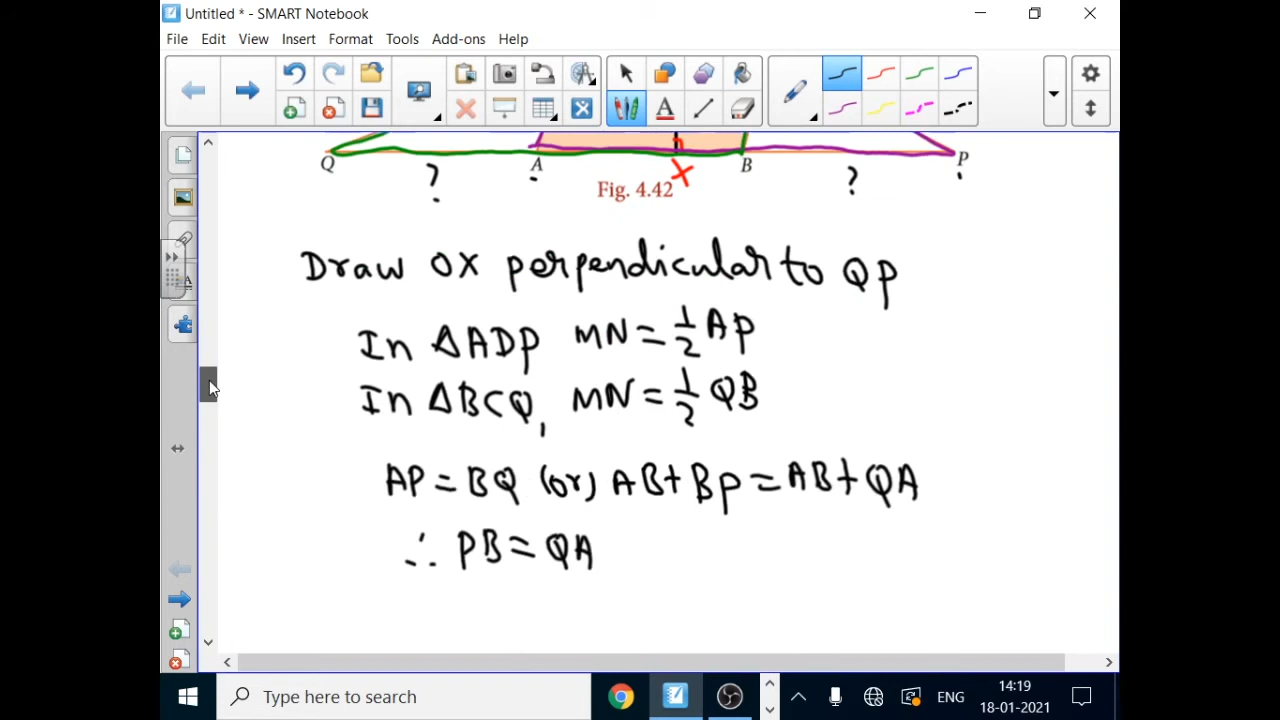 Untitled * - SMART Notebook
File Edit View Insert Format Tools Add-ons Help
Q A X B P
? Fig. 4.42 ?
Draw OX perpendicular to QP
In ΔADP MN = 1/2 AP
In ΔBCQ, MN = 1/2 QB
AP = BQ (or) AB + BP = AB + QA
∴ PB = QA
Type here to search
ENG
14:19
18-01-2021